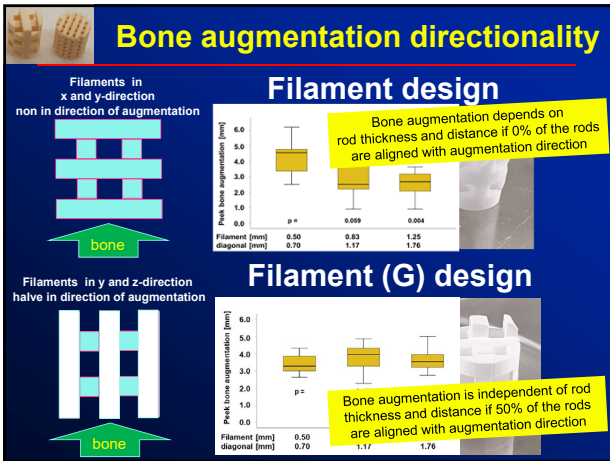 Bone augmentation directionality
Filaments in
x and y-direction
non in direction of augmentation
bone
Filament design
Bone augmentation depends on
rod thickness and distance if 0% of the rods
are aligned with augmentation direction
Peek bone augmentation [mm]
6.0
5.0
4.0
3.0
2.0
1.0
0.0
p = 0.059 0.004
Filament [mm] 0.50 0.83 1.25
diagonal [mm] 0.70 1.17 1.76
Filaments in y and z-direction
halve in direction of augmentation
bone
Filament (G) design
Peek bone augmentation [mm]
6.0
5.0
4.0
3.0
2.0
1.0
0.0
p =
Bone augmentation is independent of rod
thickness and distance if 50% of the rods
are aligned with augmentation direction
Filament [mm] 0.50
diagonal [mm] 0.70 1.17 1.76